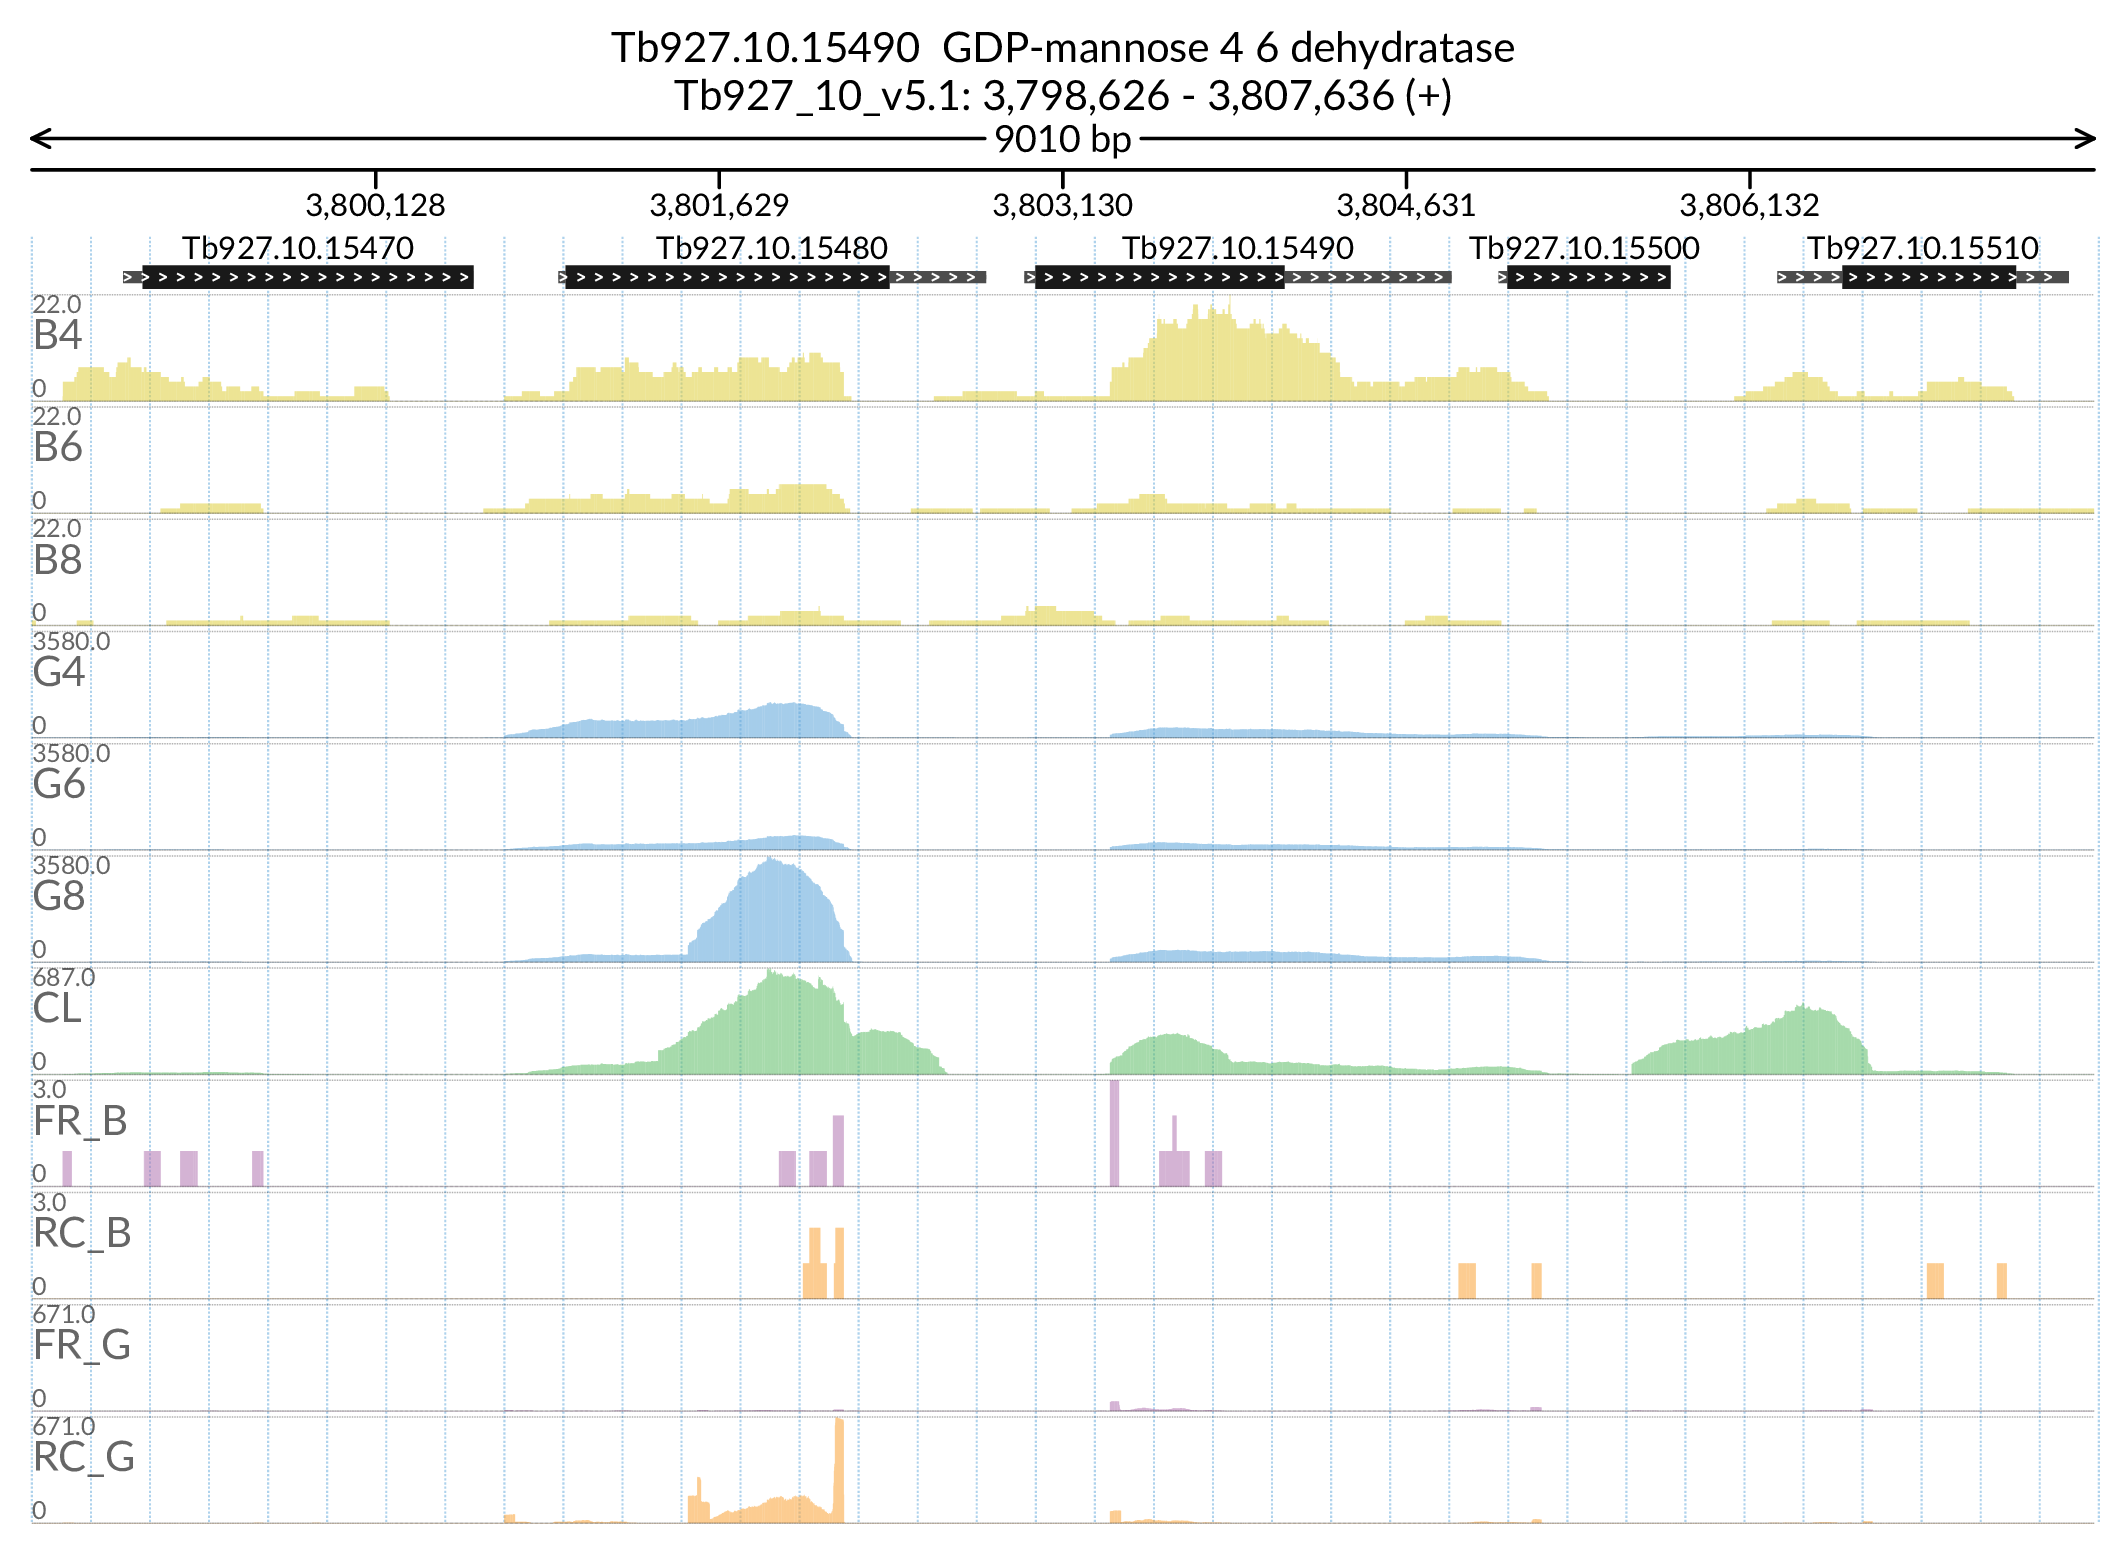 Tb927.10.15490  GDP-mannose 4 6 dehydratase
Tb927_10_v5.1: 3,798,626 - 3,807,636 (+)
9010 bp
3,800,128 3,801,629 3,803,130 3,804,631 3,806,132
Tb927.10.15470 Tb927.10.15480 Tb927.10.15490 Tb927.10.15500 Tb927.10.15510
22.0
B4
0
22.0
B6
0
22.0
B8
0
3580.0
G4
0
3580.0
G6
0
3580.0
G8
0
687.0
CL
0
3.0
FR_B
0
3.0
RC_B
0
671.0
FR_G
0
671.0
RC_G
0